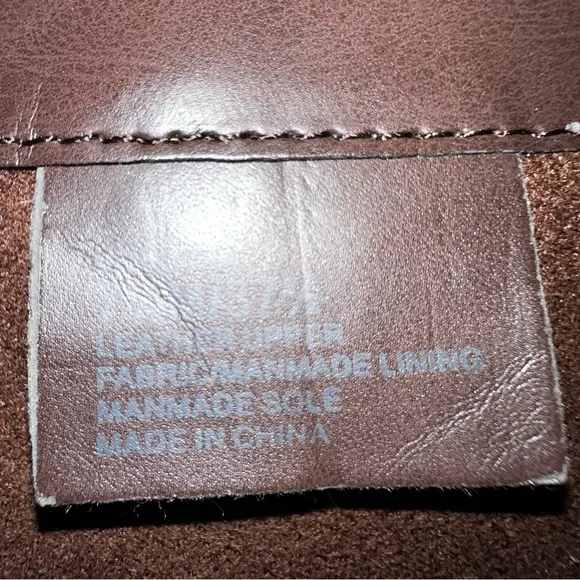 LEATHER UPPER
FABRIC/MANMADE LINING
MANMADE SOLE
MADE IN CHINA